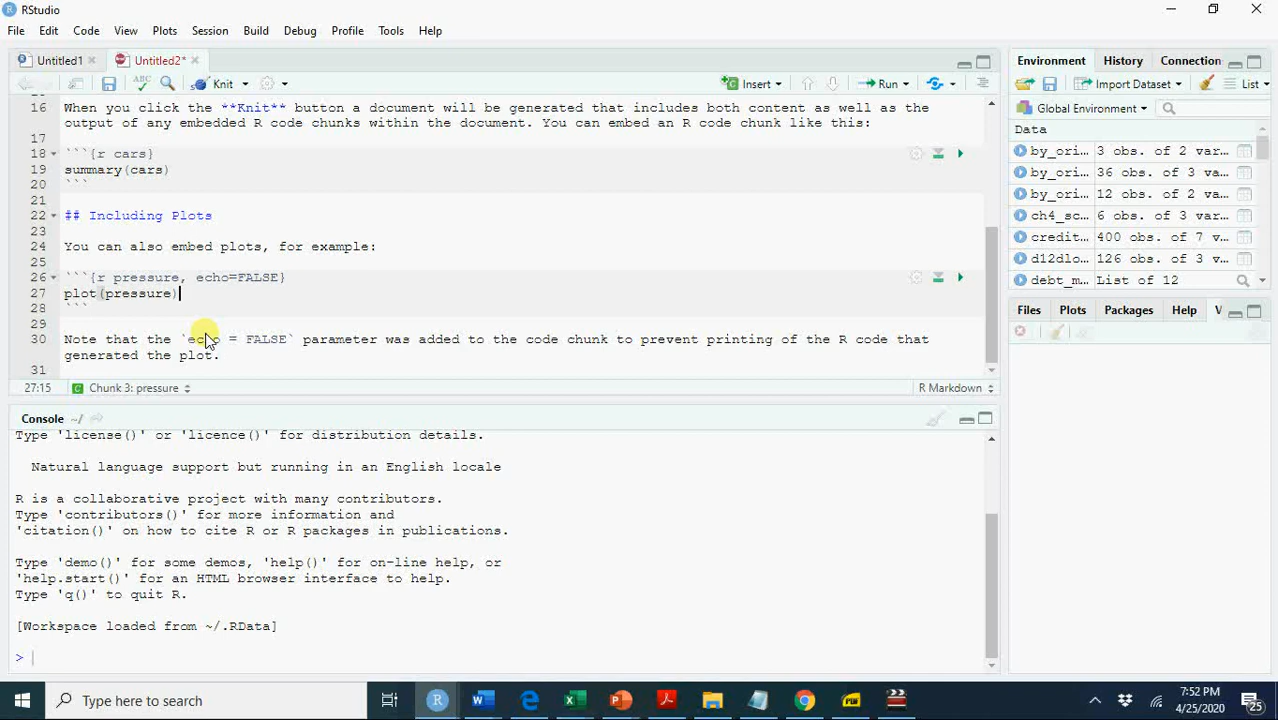 RStudio
File Edit Code View Plots Session Build Debug Profile Tools Help
Untitled1 Untitled2*
ABC Knit Insert Run
16 When you click the **Knit** button a document will be generated that includes both content as well as the
output of any embedded R code chunks within the document. You can embed an R code chunk like this:
17
18 ```{r cars}
19 summary(cars)
20 ```
21
22 ## Including Plots
23
24 You can also embed plots, for example:
25
26 ```{r pressure, echo=FALSE}
27 plot(pressure)
28 ```
29
30 Note that the `echo = FALSE` parameter was added to the code chunk to prevent printing of the R code that
generated the plot.
31
27:15 Chunk 3: pressure R Markdown
Console ~/
Type 'license()' or 'licence()' for distribution details.
Natural language support but running in an English locale
R is a collaborative project with many contributors.
Type 'contributors()' for more information and
'citation()' on how to cite R or R packages in publications.
Type 'demo()' for some demos, 'help()' for on-line help, or
'help.start()' for an HTML browser interface to help.
Type 'q()' to quit R.
[Workspace loaded from ~/.RData]
>
Environment History Connection
Import Dataset List
Global Environment
Data
by_ori... 3 obs. of 2 var...
by_ori... 36 obs. of 3 va...
by_ori... 12 obs. of 2 var...
ch4_sc... 6 obs. of 3 var...
credit... 400 obs. of 7 v...
d12dlo... 126 obs. of 3 va...
debt_m... List of 12
Files Plots Packages Help V
Type here to search
7:52 PM
4/25/2020
25